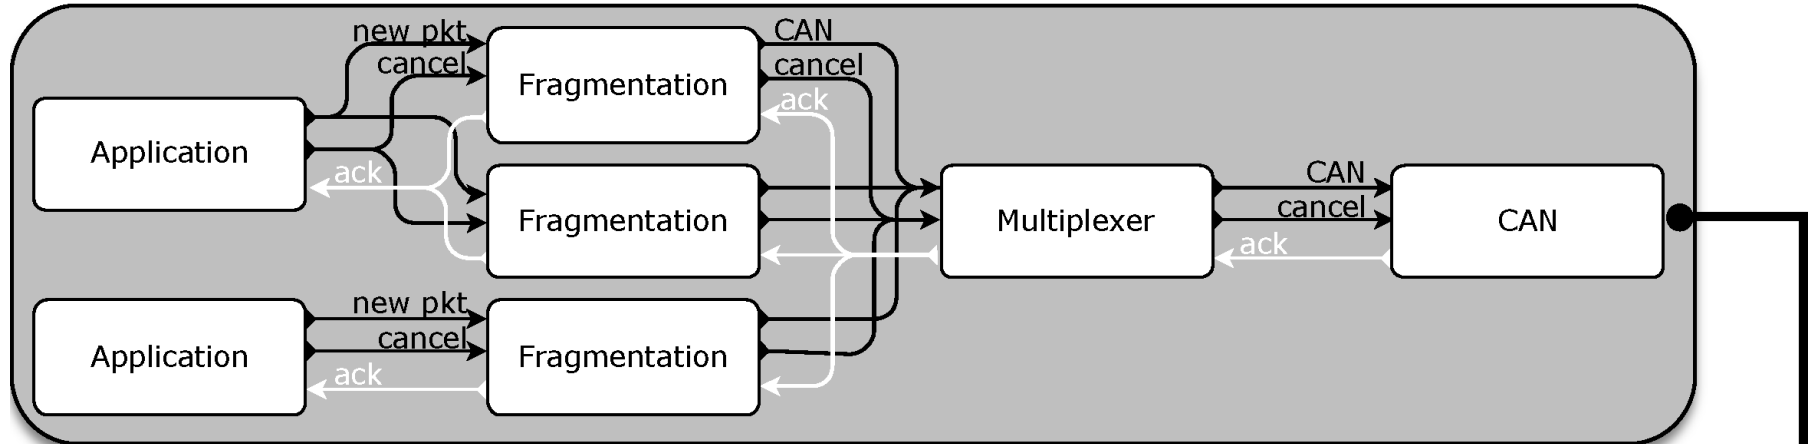 new pkt
cancel
Fragmentation
CAN
cancel
ack
Application
ack
Fragmentation
Multiplexer
CAN
cancel
ack
CAN
new pkt
cancel
ack
Application
Fragmentation